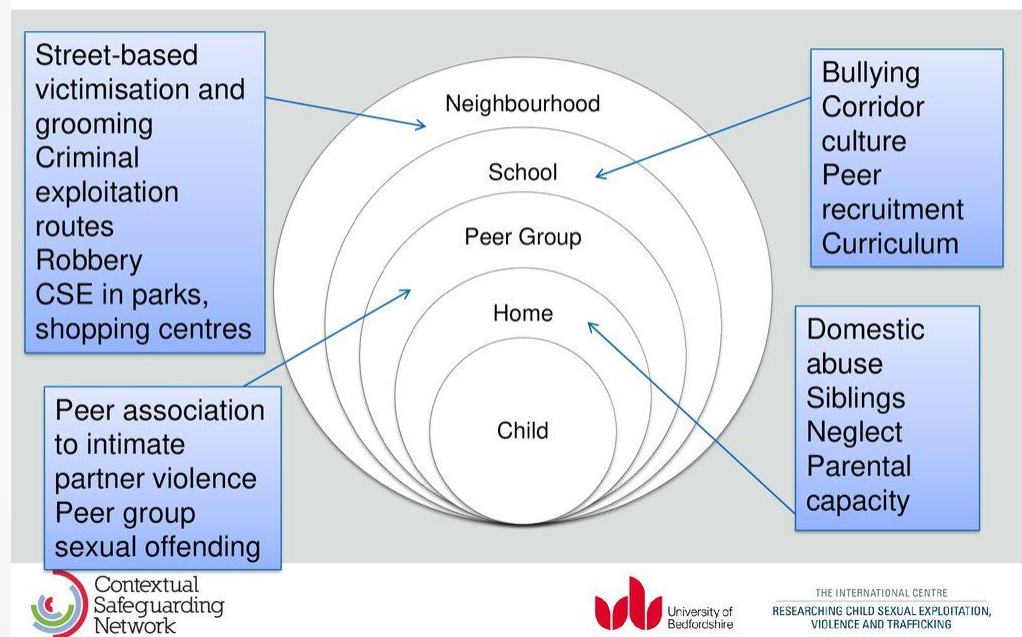 Street-based
victimisation and
grooming
Criminal
exploitation
routes
Robbery
CSE in parks,
shopping centres
Neighbourhood
School
Peer Group
Home
Child
Bullying
Corridor
culture
Peer
recruitment
Curriculum
Peer association
to intimate
partner violence
Peer group
sexual offending
Domestic
abuse
Siblings
Neglect
Parental
capacity
Contextual
Safeguarding
Network
University of
Bedfordshire
THE INTERNATIONAL CENTRE
RESEARCHING CHILD SEXUAL EXPLOITATION,
VIOLENCE AND TRAFFICKING